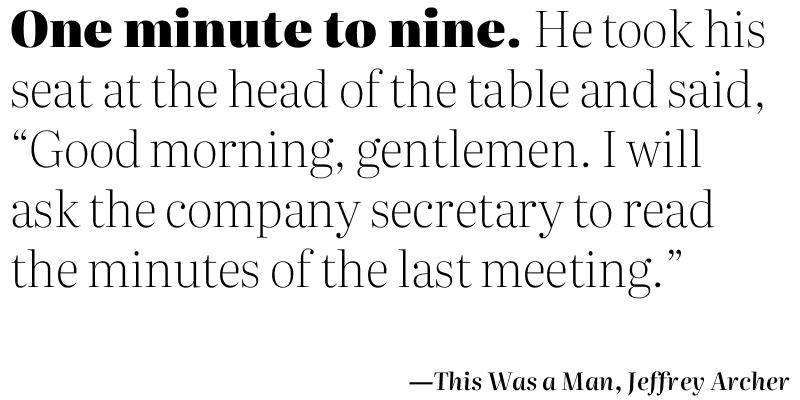 One minute to nine. He took his
seat at the head of the table and said,
“Good morning, gentlemen. I will
ask the company secretary to read
the minutes of the last meeting.”
—This Was a Man, Jeffrey Archer